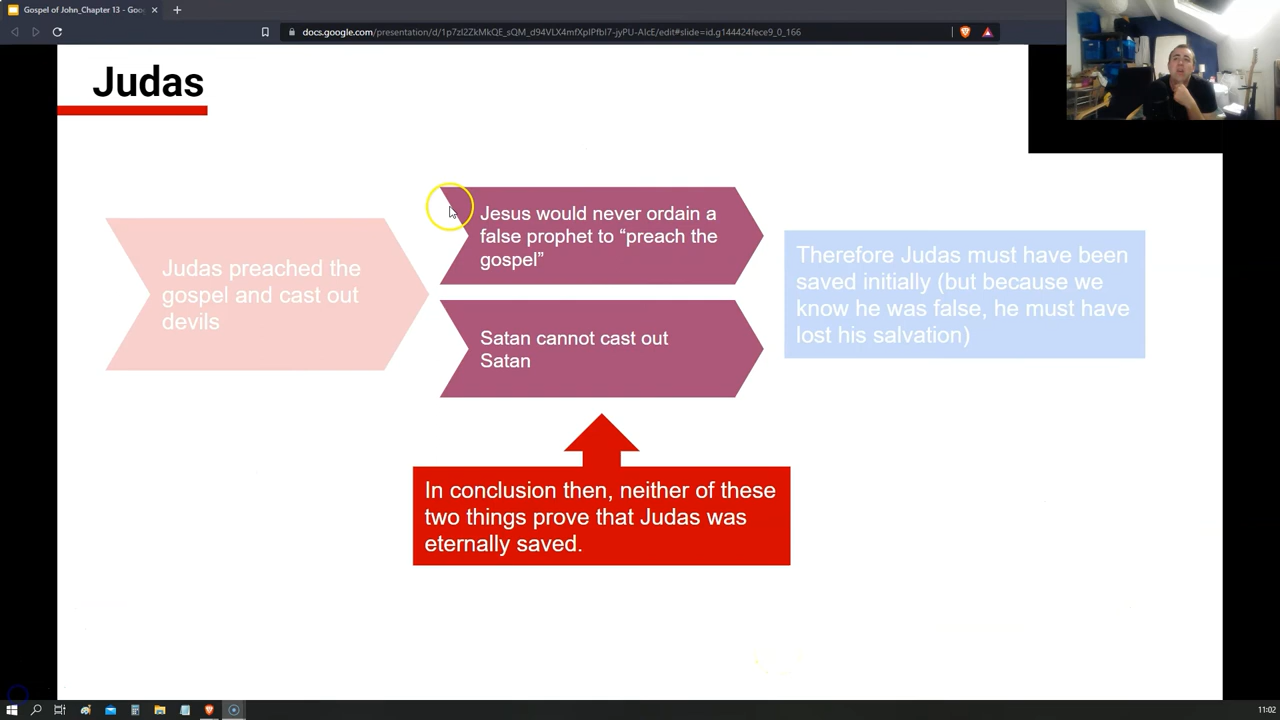 Gospel of John_Chapter 13 - Goo
docs.google.com/presentation/d/1p7zI2ZkMkQE_sQM_d94VLX4mfXpIPfbI7-jyPU-AIcE/edit#slide=id.g144424fece9_0_166
Judas
Judas preached the
gospel and cast out
devils
Jesus would never ordain a
false prophet to “preach the
gospel”
Satan cannot cast out
Satan
Therefore Judas must have been
saved initially (but because we
know he was false, he must have
lost his salvation)
In conclusion then, neither of these
two things prove that Judas was
eternally saved.
11:02